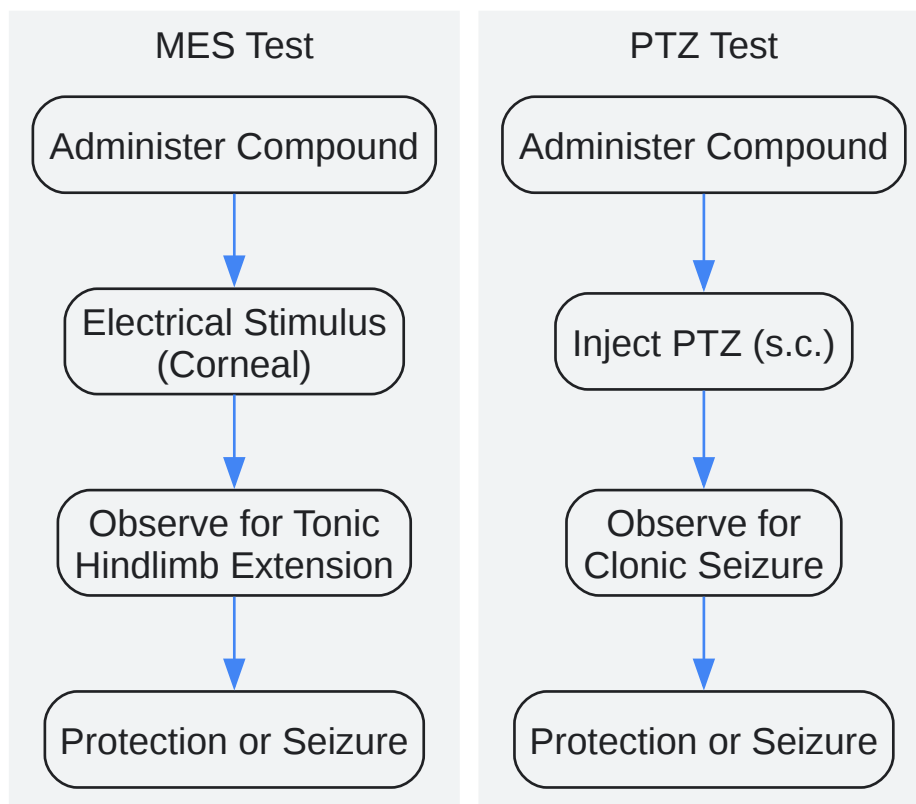 MES Test
Administer Compound
Electrical Stimulus
(Corneal)
Observe for Tonic
Hindlimb Extension
Protection or Seizure
PTZ Test
Administer Compound
Inject PTZ (s.c.)
Observe for
Clonic Seizure
Protection or Seizure